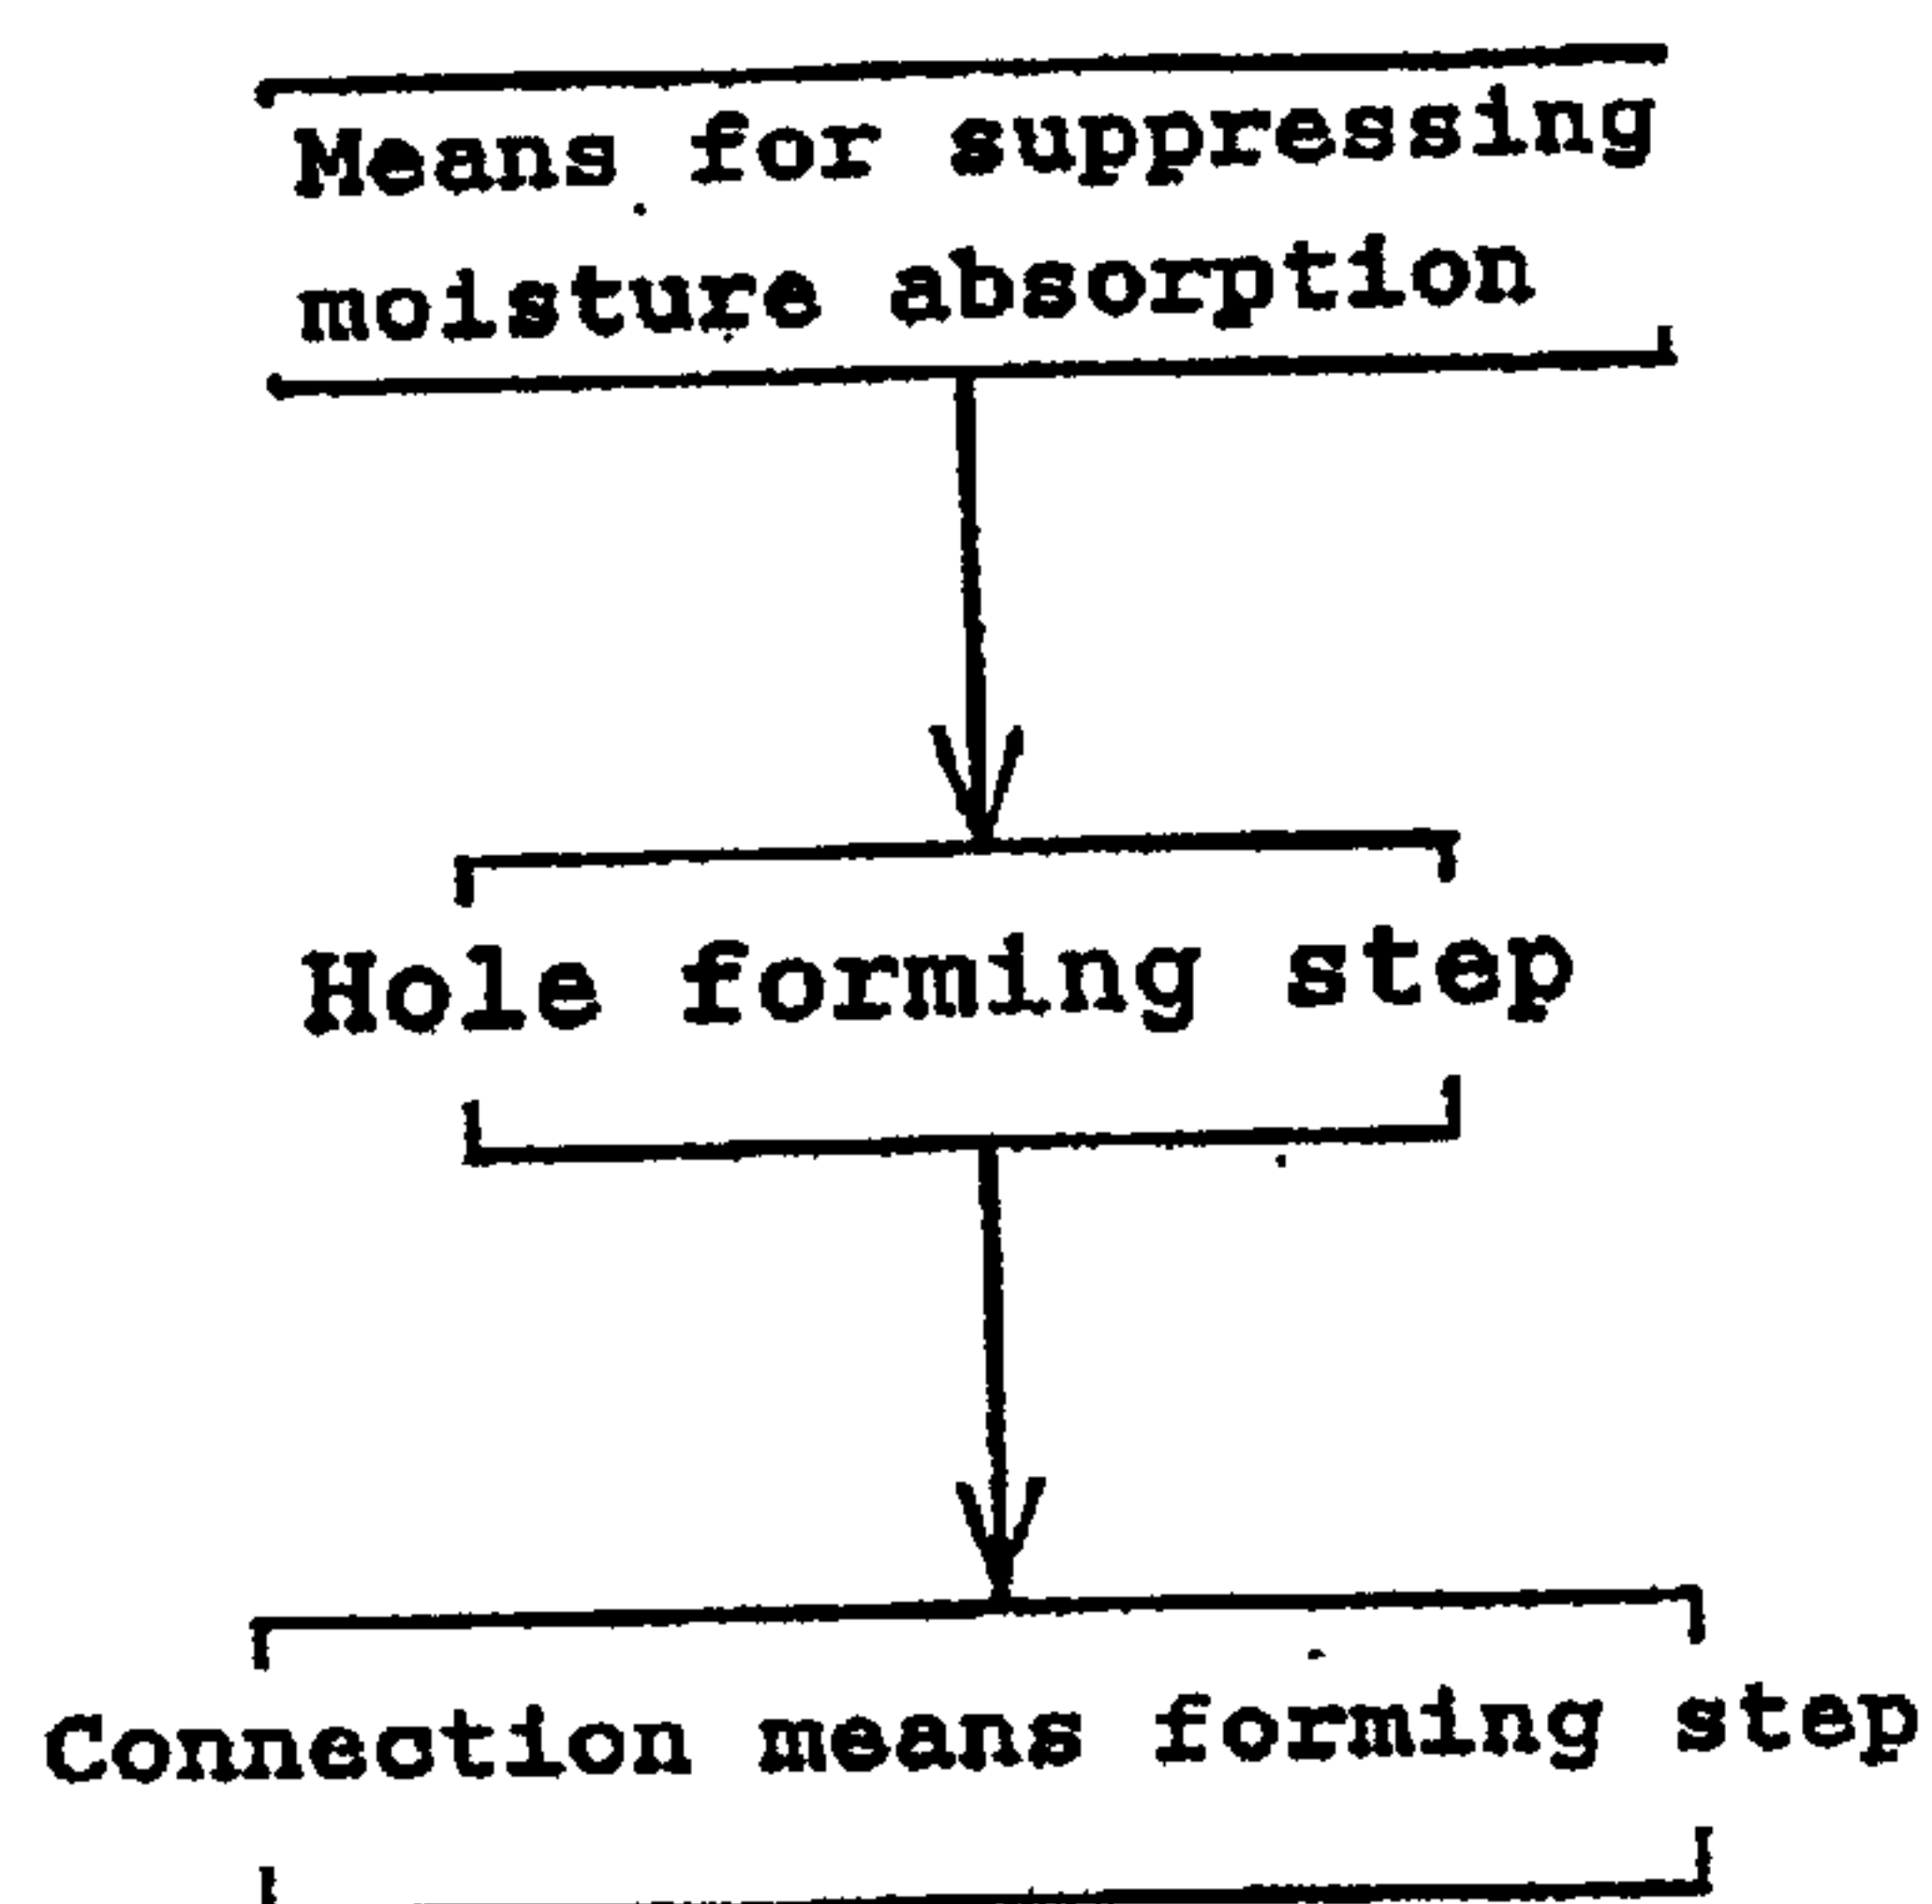 Means for suppressing
moisture absorption
Hole forming step
Connection means forming step